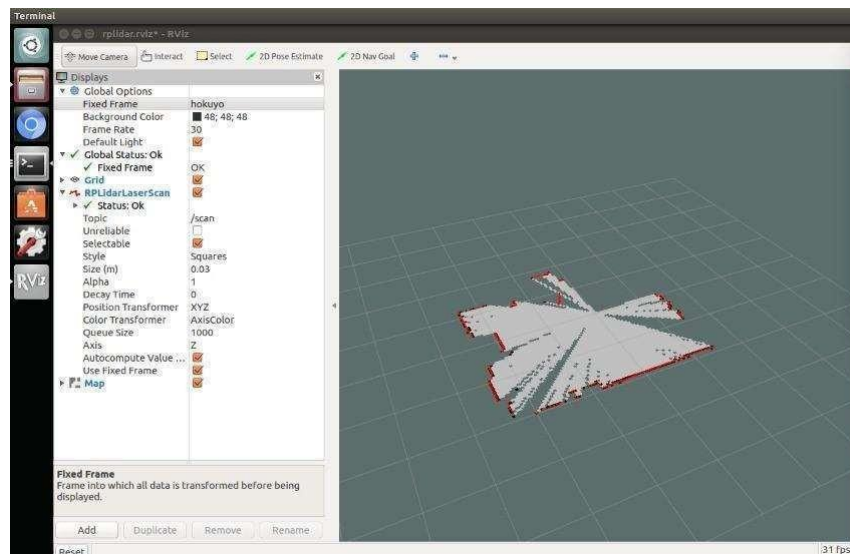 Terminal
rplidar.rviz* - RViz
Move Camera Interact Select 2D Pose Estimate 2D Nav Goal
Displays
Global Options
Fixed Frame hokuyo
Background Color 48; 48; 48
Frame Rate 30
Default Light
Global Status: Ok
Fixed Frame OK
Grid
RPLidarLaserScan
Status: Ok
Topic /scan
Unreliable
Selectable
Style Squares
Size (m) 0.03
Alpha 1
Decay Time 0
Position Transformer XYZ
Color Transformer AxisColor
Queue Size 1000
Axis Z
Autocompute Value ...
Use Fixed Frame
Map
RViz
Fixed Frame
Frame into which all data is transformed before being
displayed.
Add Duplicate Remove Rename
Reset 31 fps